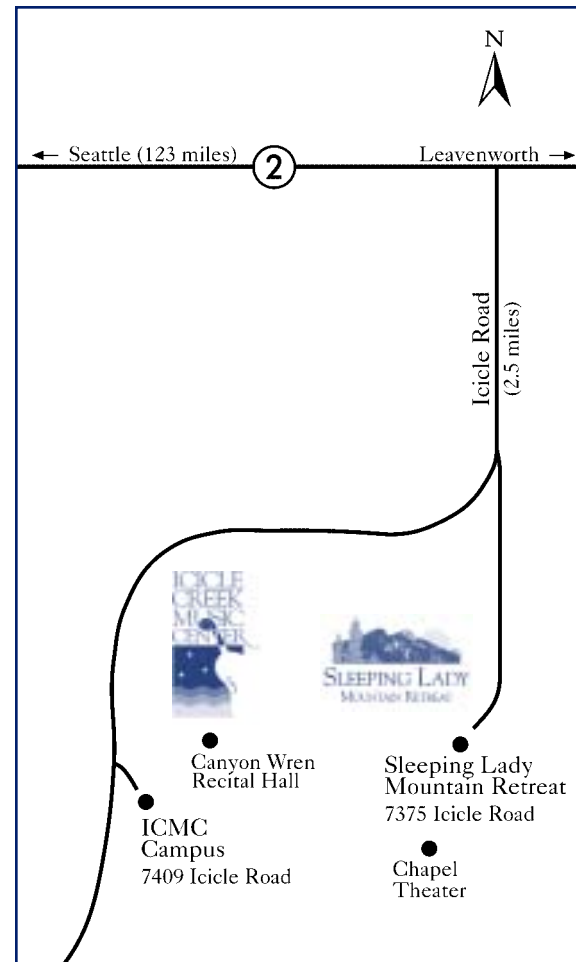 N
← Seattle (123 miles)
2
Leavenworth →
Icicle Road
(2.5 miles)
ICICLE
CREEK
MUSIC
CENTER
SLEEPING LADY
MOUNTAIN RETREAT
Canyon Wren
Recital Hall
Sleeping Lady
Mountain Retreat
7375 Icicle Road
ICMC
Campus
7409 Icicle Road
Chapel
Theater